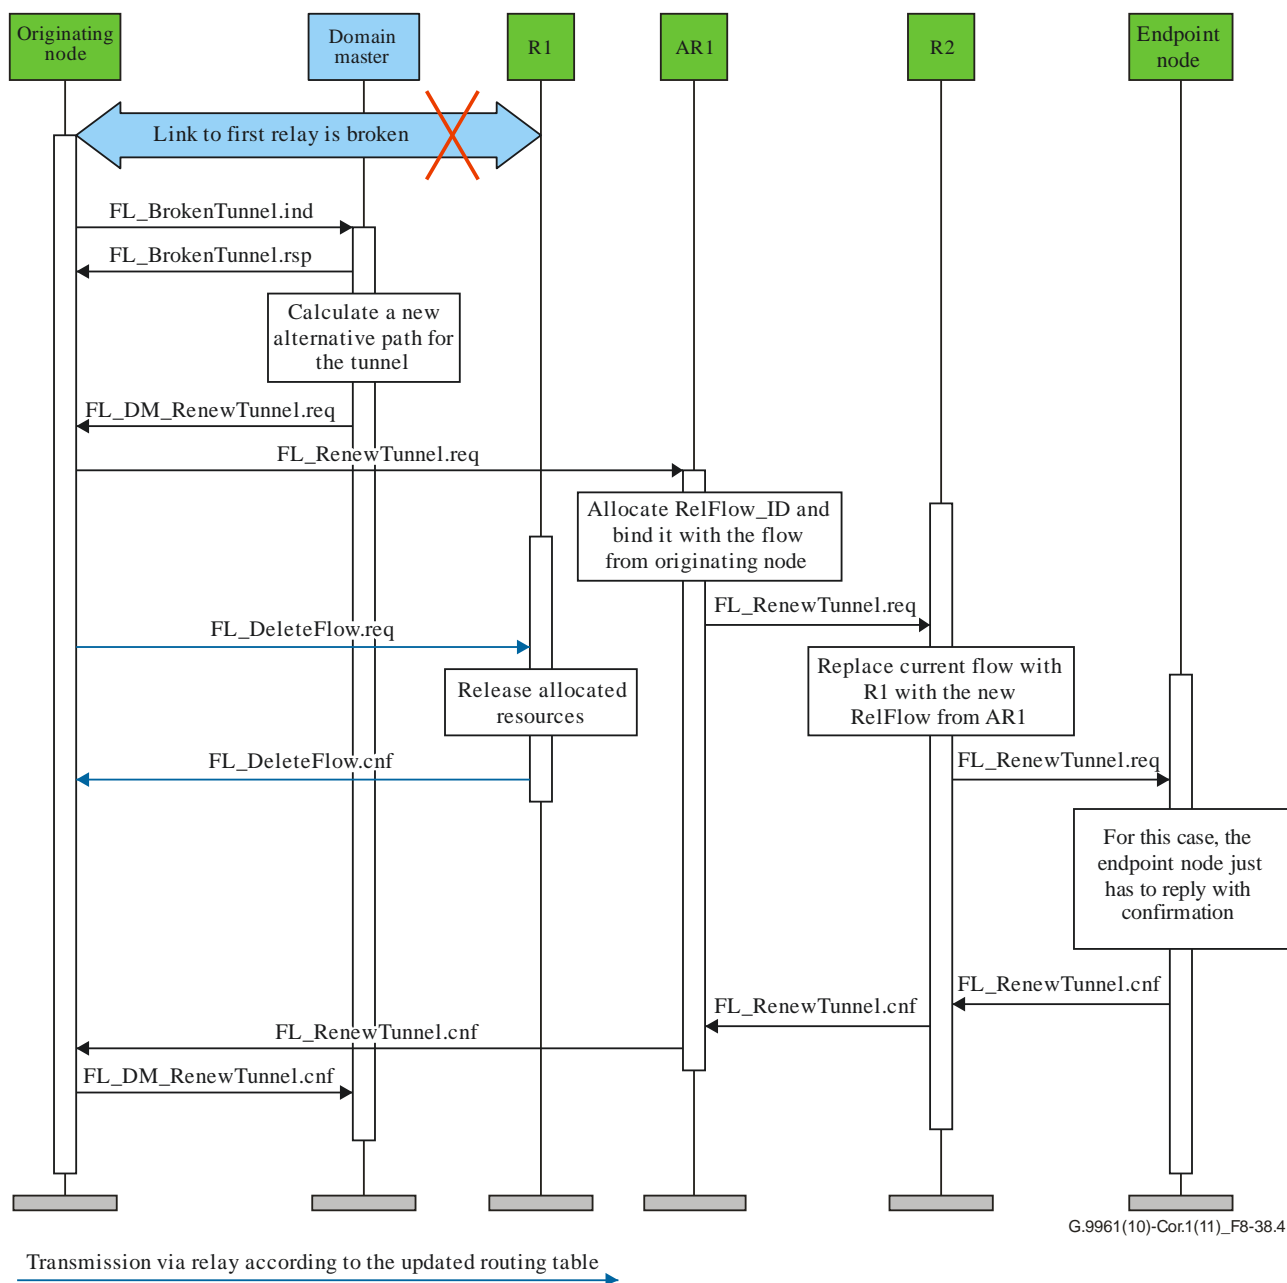 Originating
node
Domain
master
R1
AR1
R2
Endpoint
node
Link to first relay is broken
FL_BrokenTunnel.ind
FL_BrokenTunnel.rsp
Calculate a new
alternative path for
the tunnel
FL_DM_RenewTunnel.req
FL_RenewTunnel.req
Allocate RelFlow_ID and
bind it with the flow
from originating node
FL_RenewTunnel.req
FL_DeleteFlow.req
Replace current flow with
R1 with the new
RelFlow from AR1
Release allocated
resources
FL_DeleteFlow.cnf
FL_RenewTunnel.req
For this case, the
endpoint node just
has to reply with
confirmation
FL_RenewTunnel.cnf
FL_RenewTunnel.cnf
FL_RenewTunnel.cnf
FL_DM_RenewTunnel.cnf
G.9961(10)-Cor.1(11)_F8-38.4
Transmission via relay according to the updated routing table